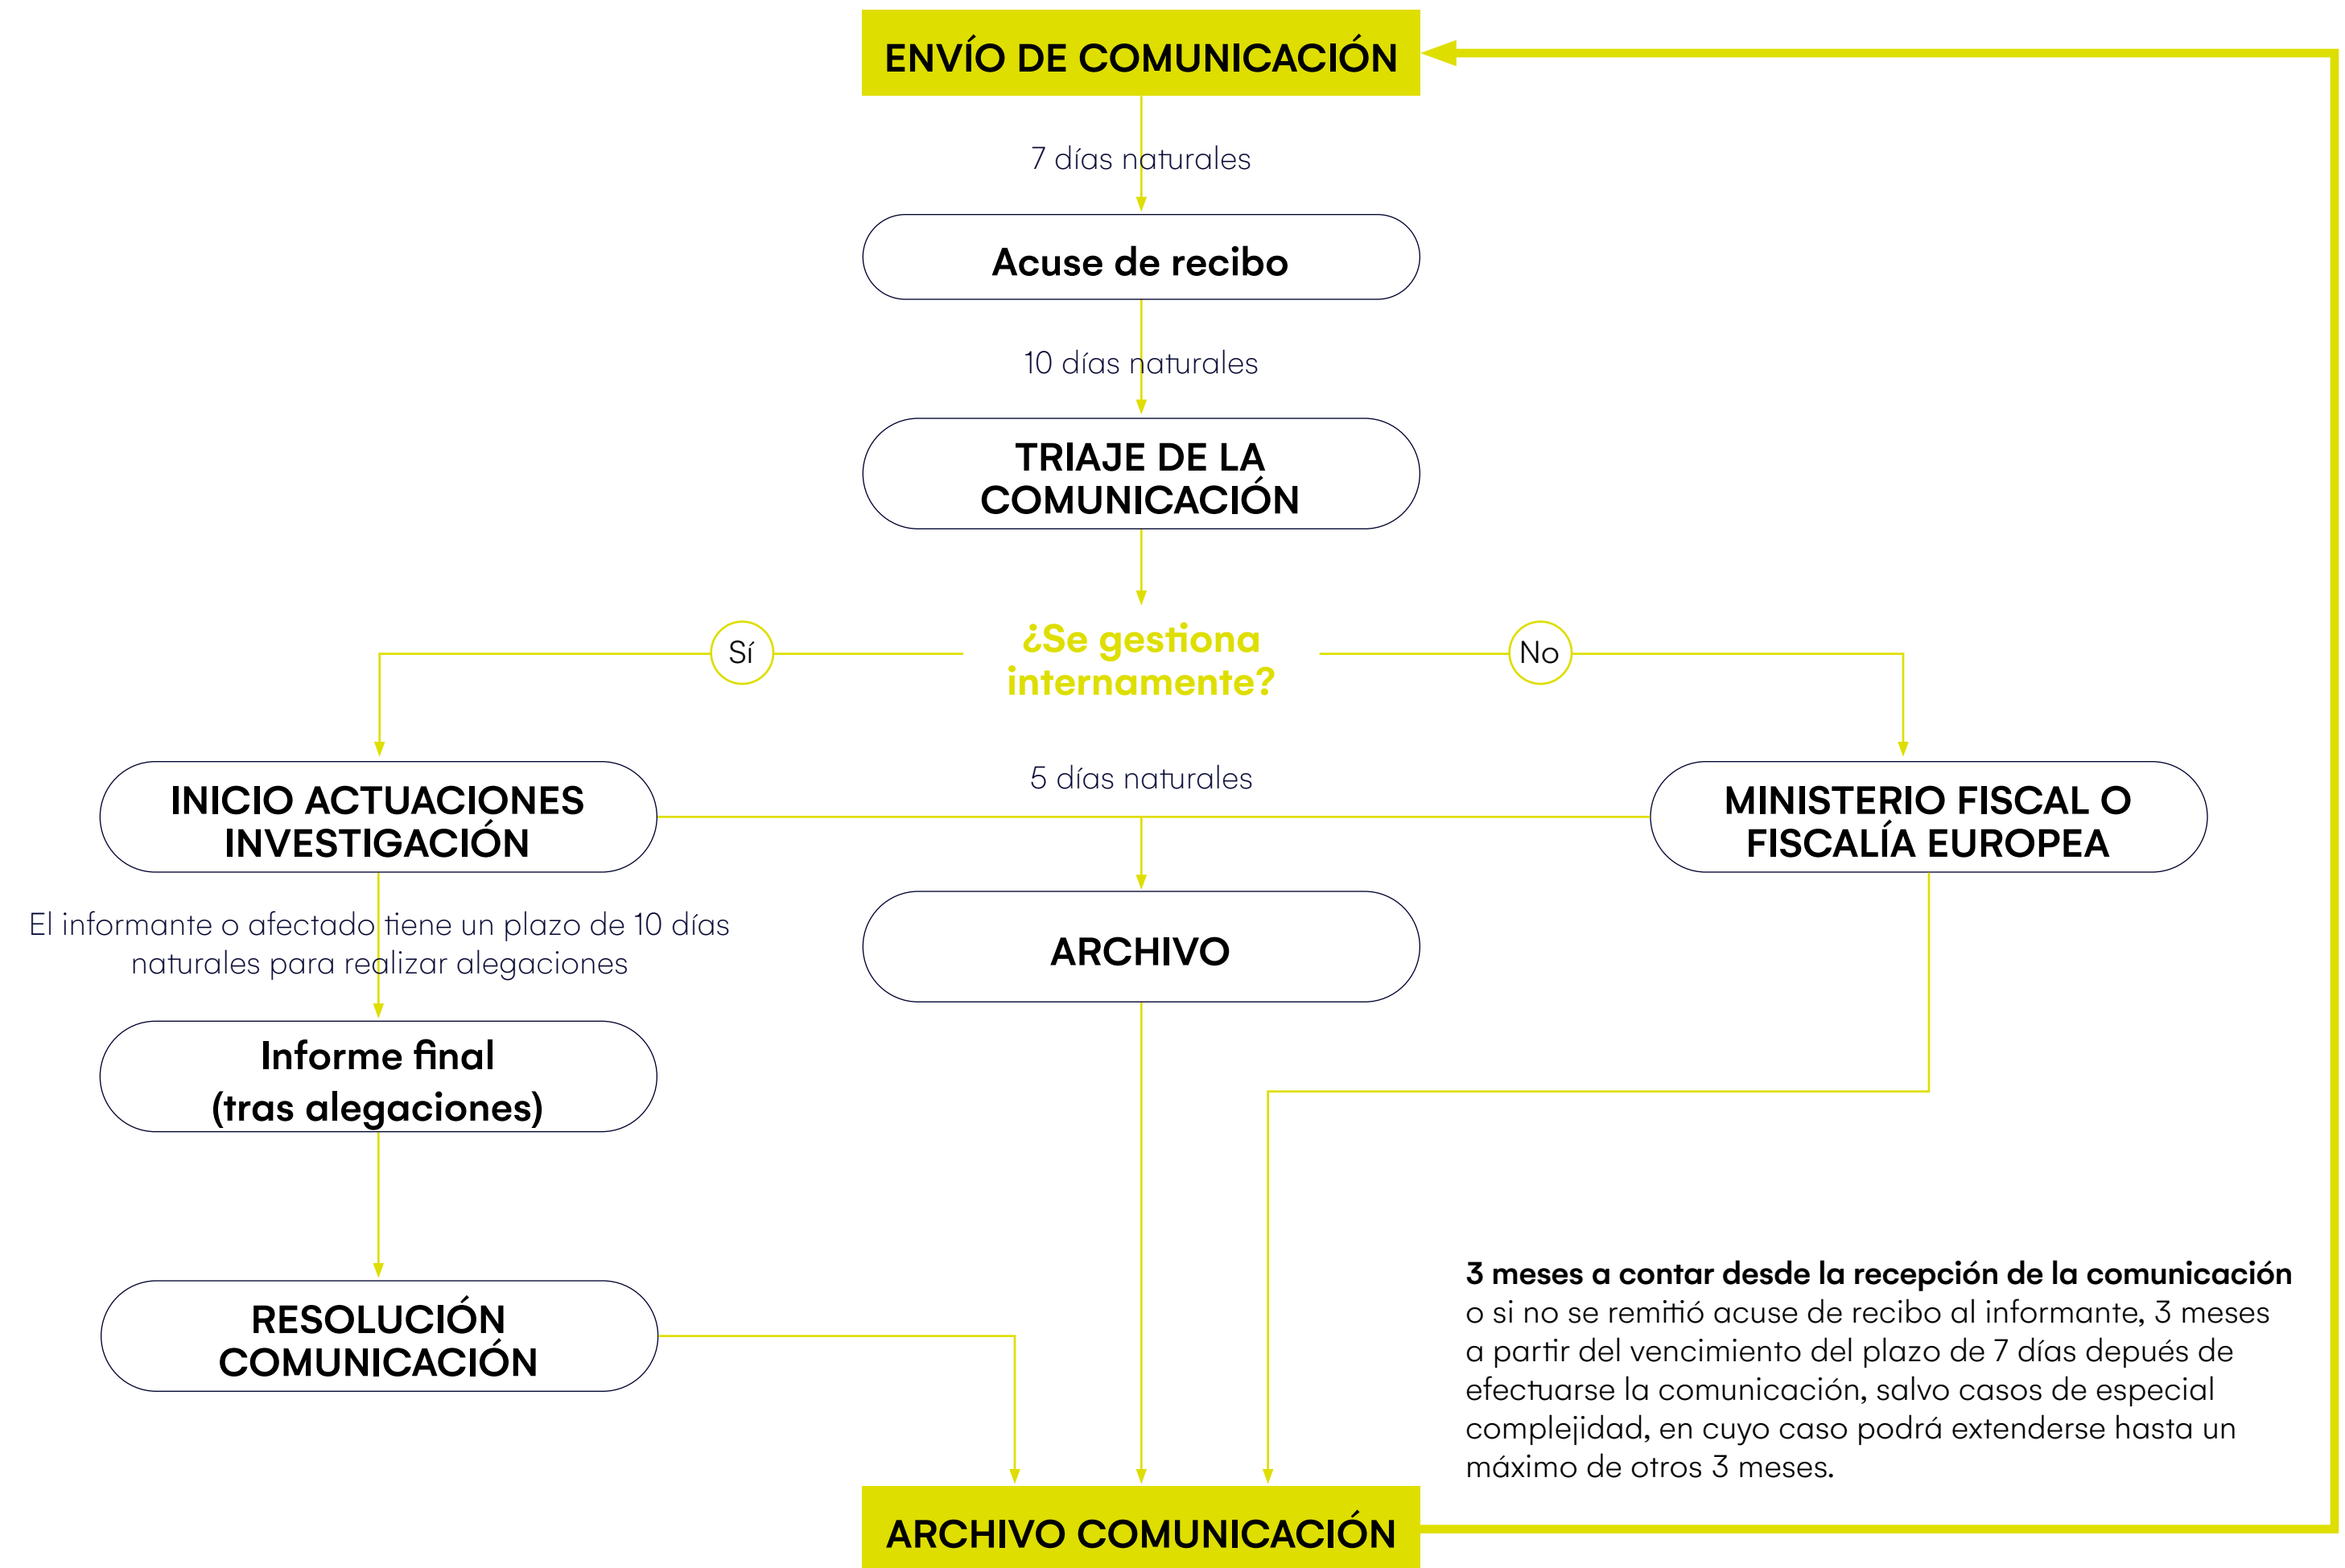 ENVÍO DE COMUNICACIÓN
7 días naturales
Acuse de recibo
10 días naturales
TRIAJE DE LA
COMUNICACIÓN
Sí
¿Se gestiona
internamente?
No
INICIO ACTUACIONES
INVESTIGACIÓN
5 días naturales
MINISTERIO FISCAL O
FISCALÍA EUROPEA
El informante o afectado tiene un plazo de 10 días
naturales para realizar alegaciones
ARCHIVO
Informe final
(tras alegaciones)
RESOLUCIÓN
COMUNICACIÓN
3 meses a contar desde la recepción de la comunicación
o si no se remitió acuse de recibo al informante, 3 meses
a partir del vencimiento del plazo de 7 días depués de
efectuarse la comunicación, salvo casos de especial
complejidad, en cuyo caso podrá extenderse hasta un
máximo de otros 3 meses.
ARCHIVO COMUNICACIÓN